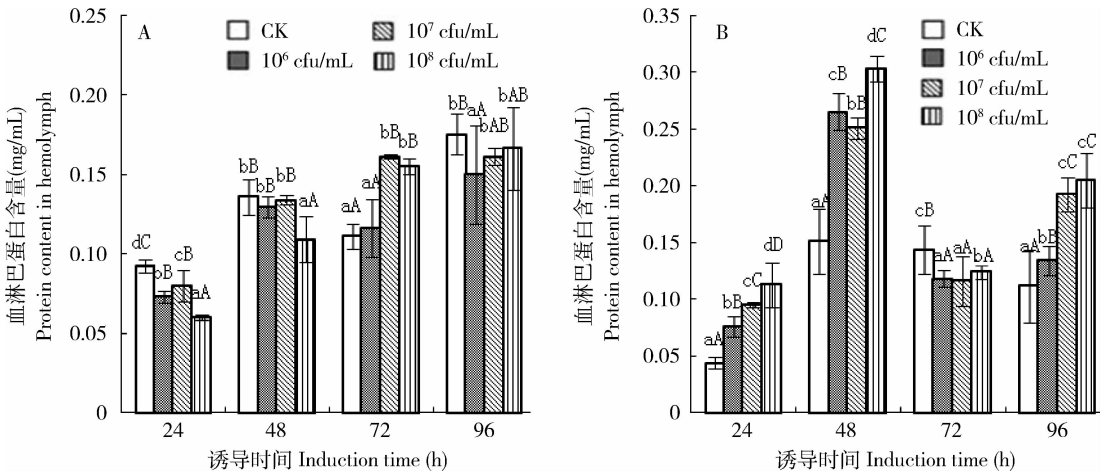 A
CK
10⁶ cfu/mL
10⁷ cfu/mL
10⁸ cfu/mL
血淋巴蛋白含量(mg/mL)
Protein content in hemolymph
0.25
0.20
0.15
0.10
0.05
0
dC bB cB aA
bB bB bB aA
aA aA bB bB
bB aA bAB bAB
24 48 72 96
诱导时间 Induction time (h)
B
CK
10⁶ cfu/mL
10⁷ cfu/mL
10⁸ cfu/mL
血淋巴蛋白含量(mg/mL)
Protein content in hemolymph
0.35
0.30
0.25
0.20
0.15
0.10
0.05
0
aA bB cC dD
aA cB bB dC
cB aA aA bA
aA bB cC cC
24 48 72 96
诱导时间 Induction time (h)